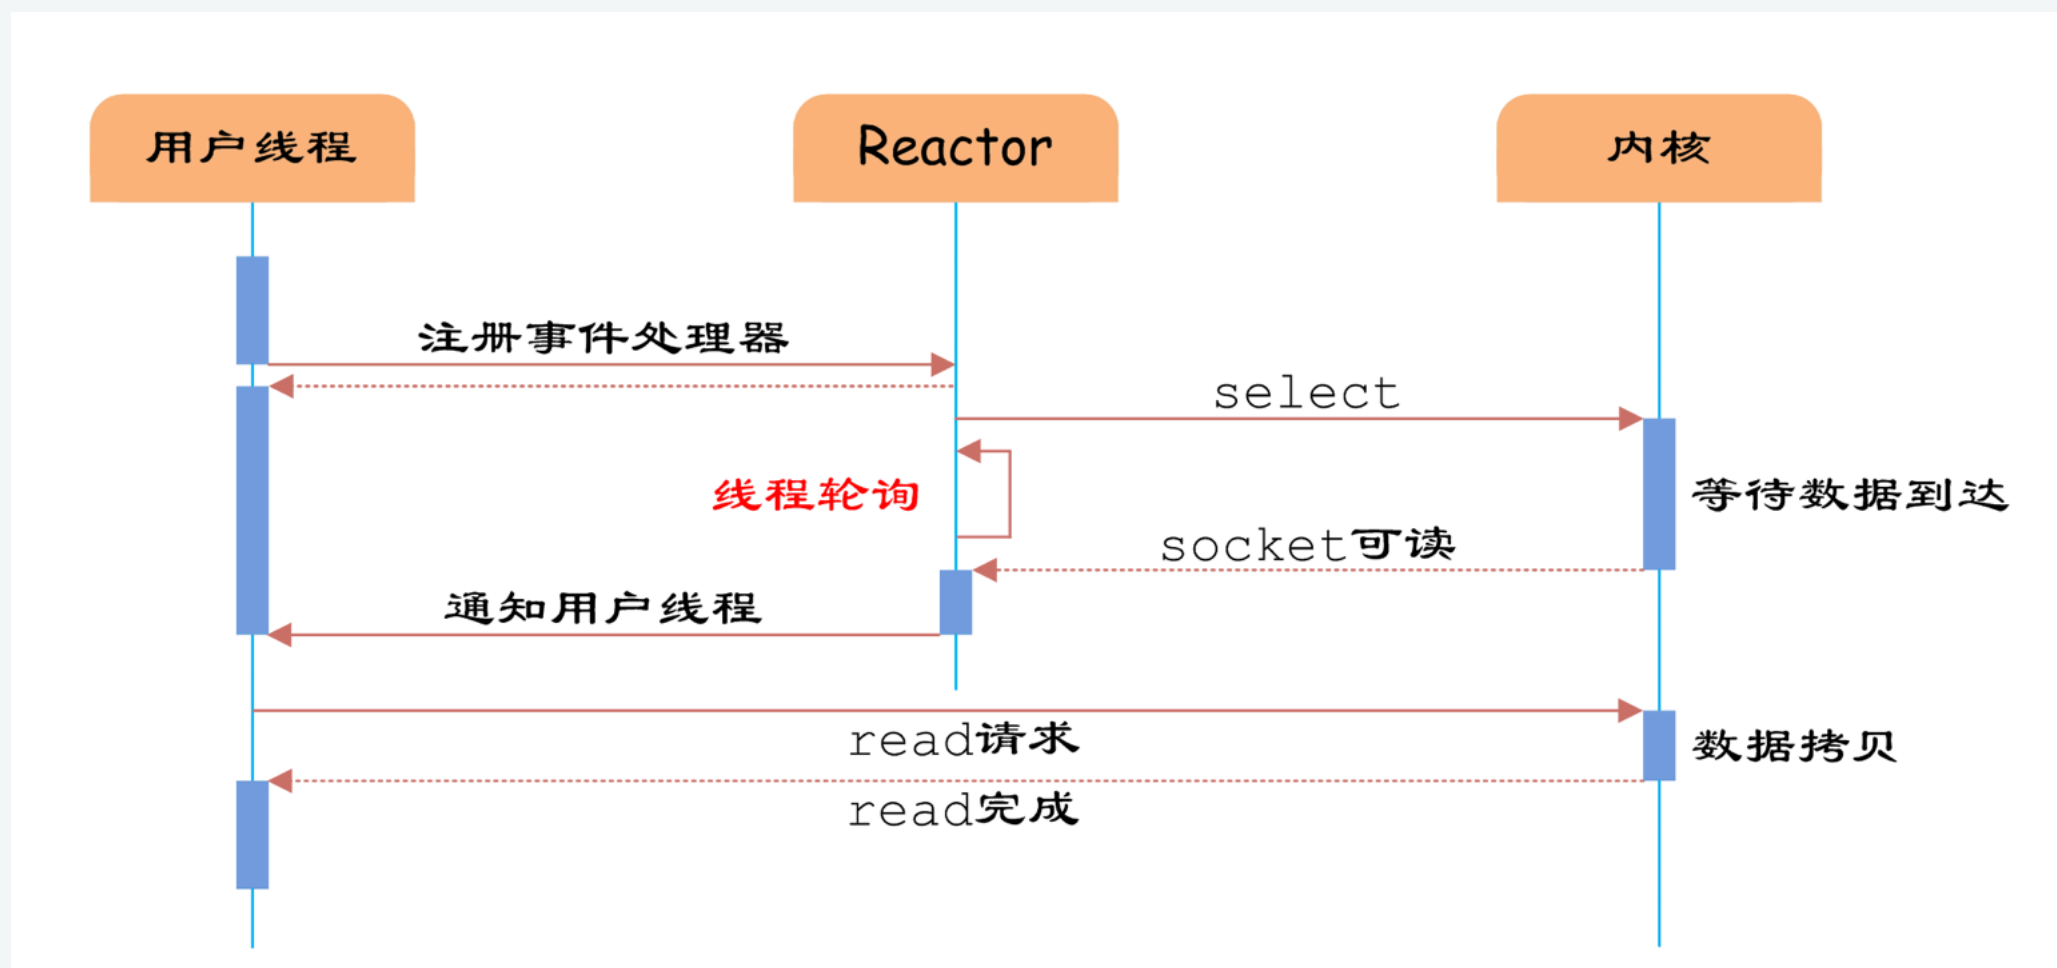 用户线程
Reactor
内核
注册事件处理器
select
线程轮询
等待数据到达
socket可读
通知用户线程
read请求
数据拷贝
read完成